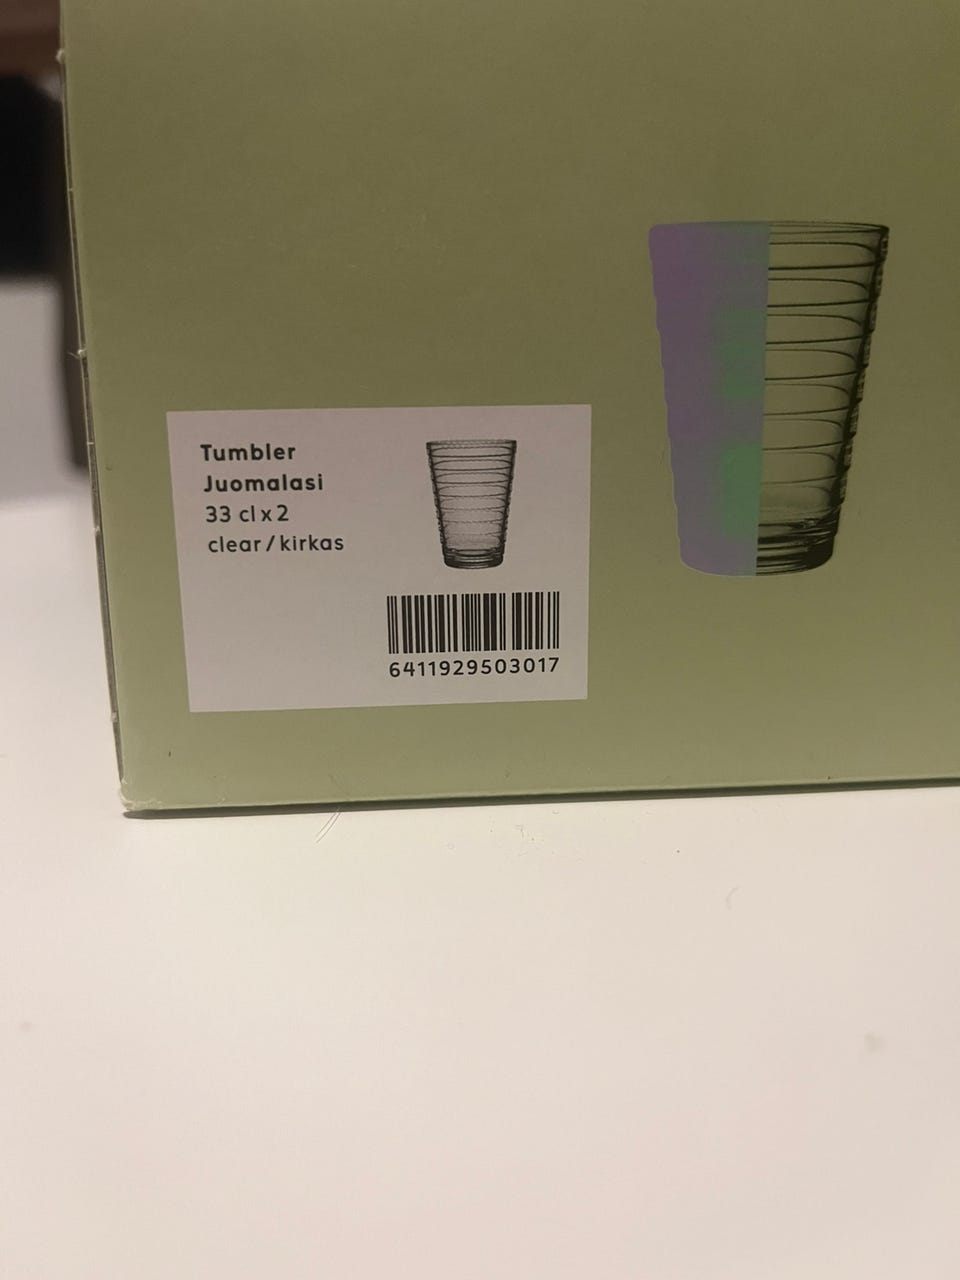 Tumbler
Juomalasi
33 cl x 2
clear / kirkas
6411929503017